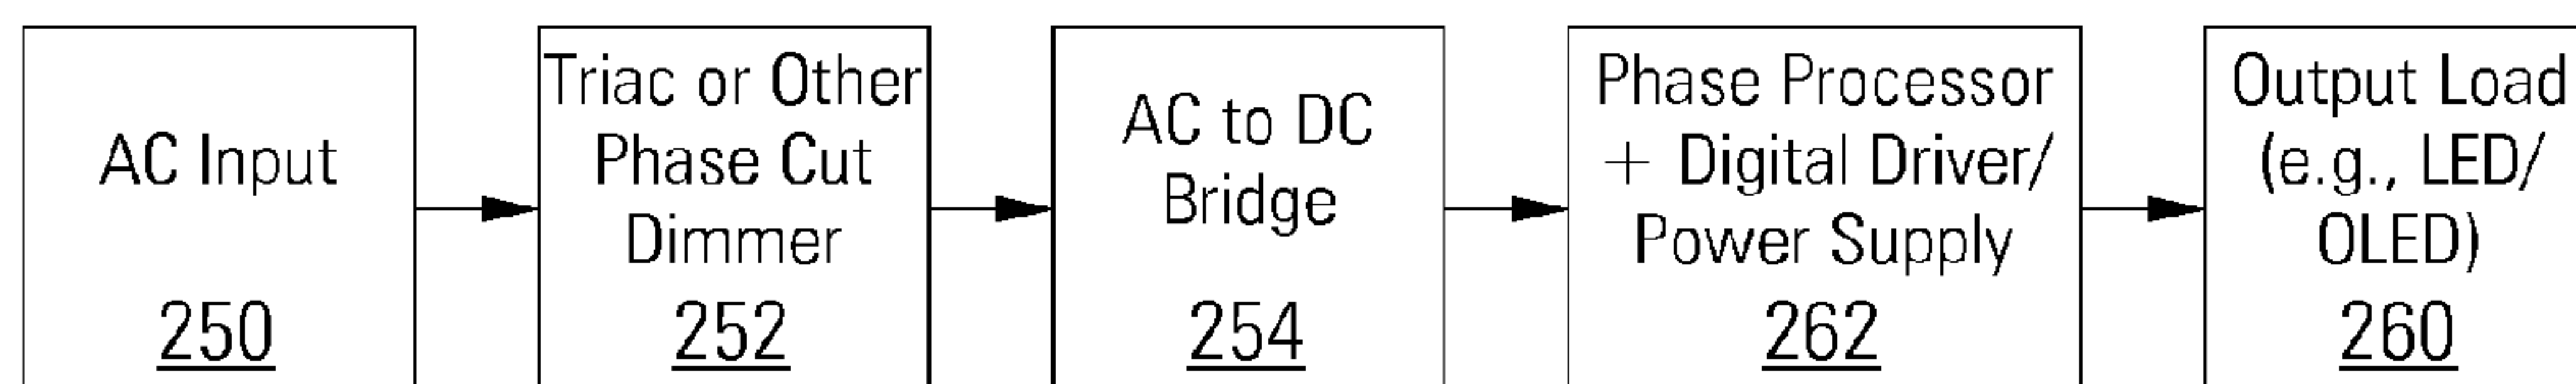 AC Input
250
Triac or Other
Phase Cut
Dimmer
252
AC to DC
Bridge
254
Phase Processor
+ Digital Driver/
Power Supply
262
Output Load
(e.g., LED/
OLED)
260